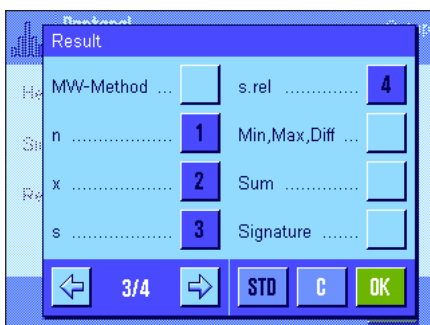 Result
MW-Method ...
n .................. 1
x .................. 2
s .................. 3
s.rel ............. 4
Min,Max,Diff ...
Sum .............
Signature .......
3/4
STD C OK